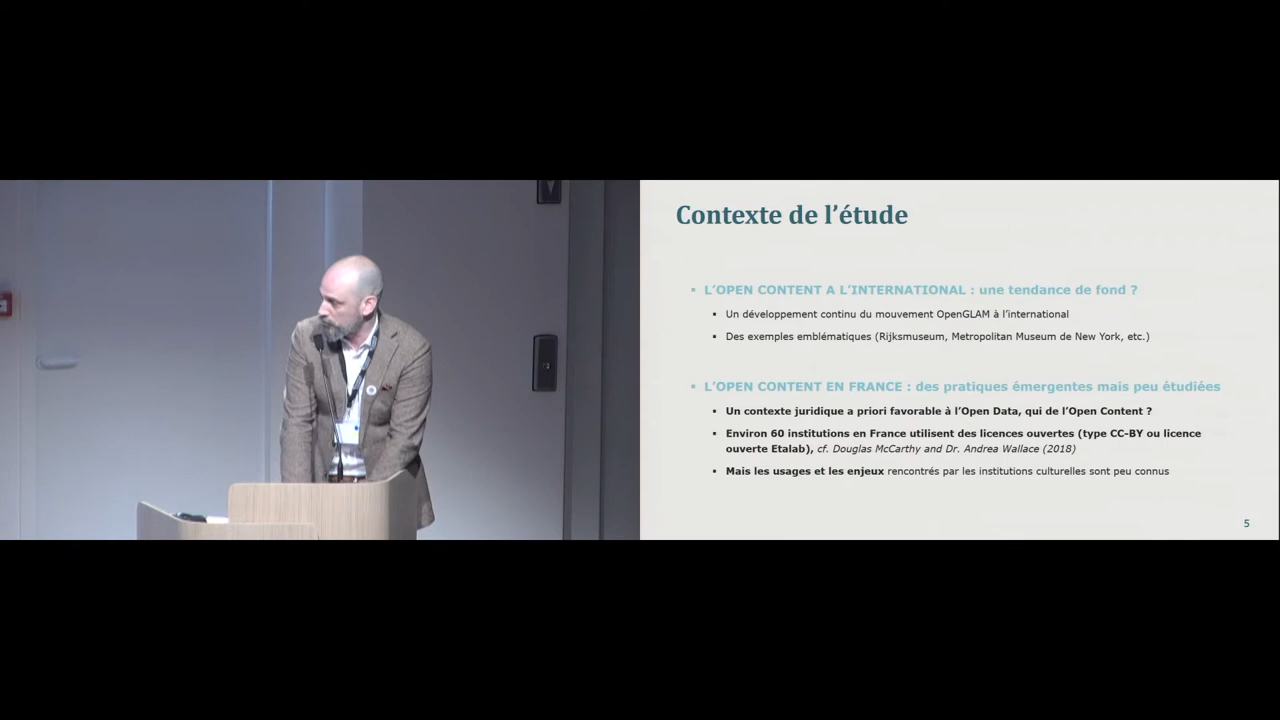 Contexte de l’étude
▪ L’OPEN CONTENT A L’INTERNATIONAL : une tendance de fond ?
▪ Un développement continu du mouvement OpenGLAM à l’international
▪ Des exemples emblématiques (Rijksmuseum, Metropolitan Museum de New York, etc.)
▪ L’OPEN CONTENT EN FRANCE : des pratiques émergentes mais peu étudiées
▪ Un contexte juridique a priori favorable à l’Open Data, qui de l’Open Content ?
▪ Environ 60 institutions en France utilisent des licences ouvertes (type CC-BY ou licence
ouverte Etalab), cf. Douglas McCarthy and Dr. Andrea Wallace (2018)
▪ Mais les usages et les enjeux rencontrés par les institutions culturelles sont peu connus
5